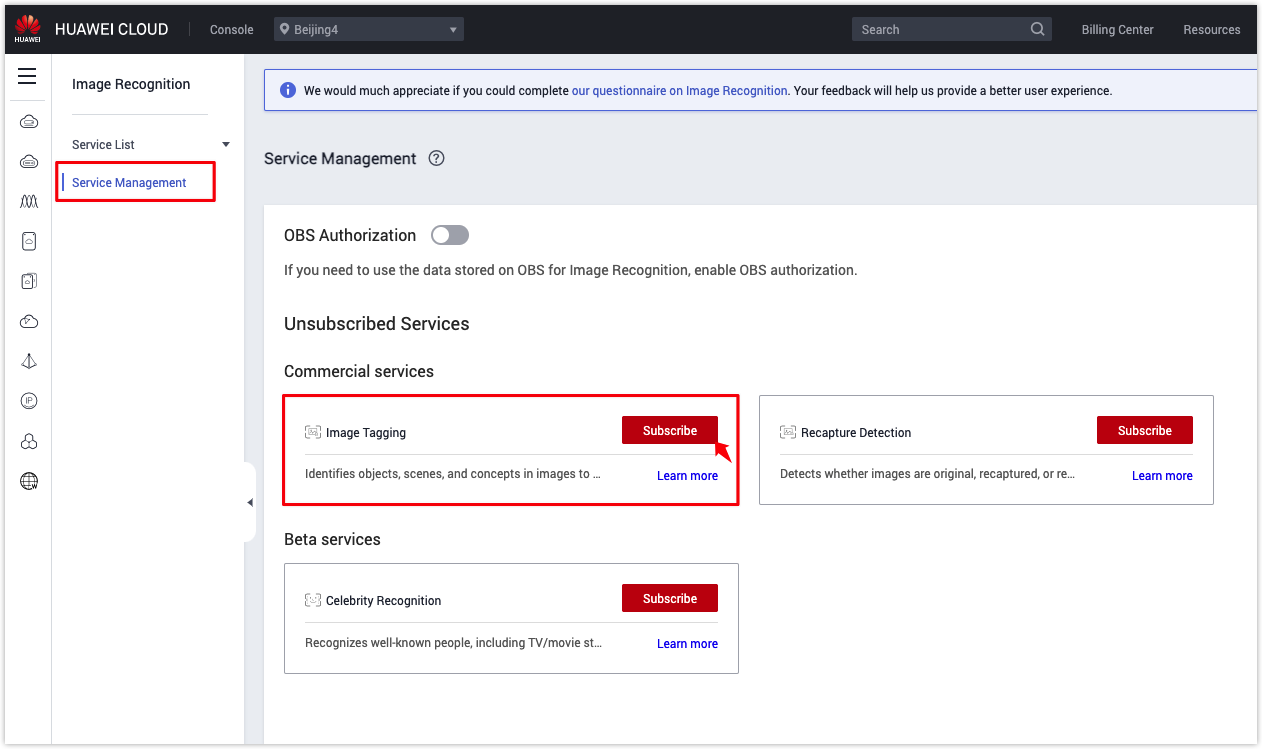 HUAWEI
HUAWEI CLOUD
Console
Beijing4
Search
Billing Center
Resources
Image Recognition
Service List
Service Management
We would much appreciate if you could complete our questionnaire on Image Recognition. Your feedback will help us provide a better user experience.
Service Management
?
OBS Authorization
If you need to use the data stored on OBS for Image Recognition, enable OBS authorization.
Unsubscribed Services
Commercial services
Image Tagging
Subscribe
Identifies objects, scenes, and concepts in images to ...
Learn more
Recapture Detection
Subscribe
Detects whether images are original, recaptured, or re...
Learn more
Beta services
Celebrity Recognition
Subscribe
Recognizes well-known people, including TV/movie st...
Learn more
IP